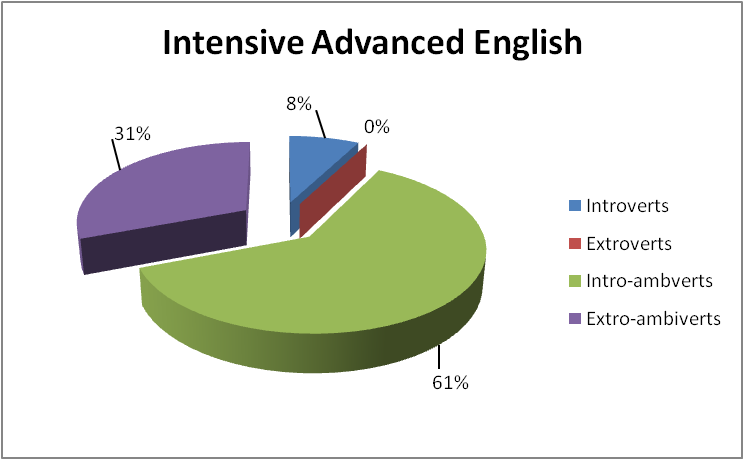 Intensive Advanced English
8%
0%
31%
Introverts
Extroverts
Intro-ambverts
Extro-ambiverts
61%